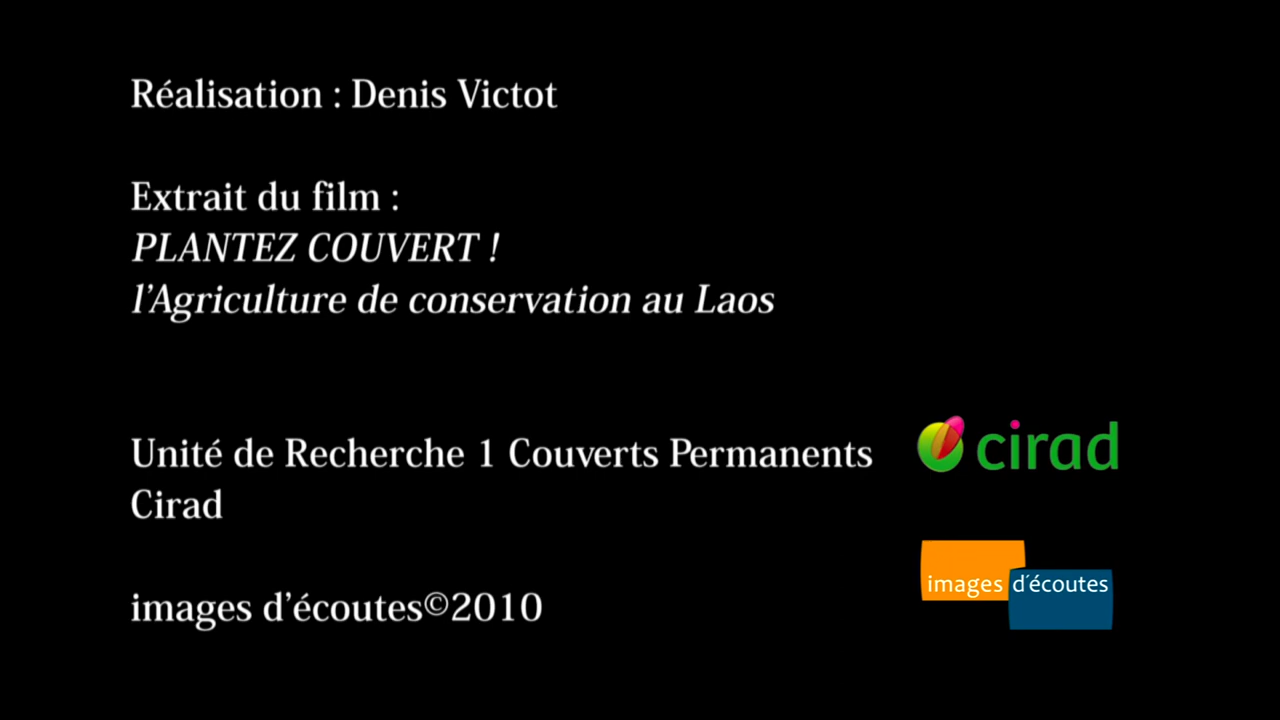 Réalisation : Denis Victot
Extrait du film :
PLANTEZ COUVERT !
l’Agriculture de conservation au Laos
Unité de Recherche 1 Couverts Permanents
Cirad
cirad
images d’écoutes©2010
images d’écoutes